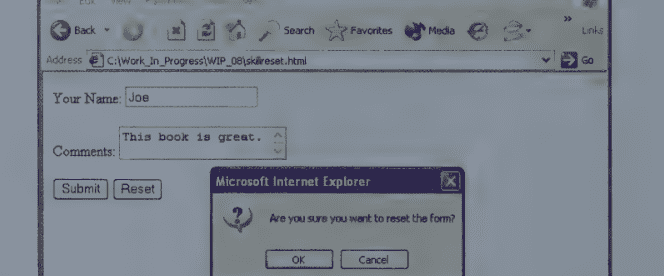 Back Search Favorites Media Links
Address C:\Work_In_Progress\WIP_08\skillreset.html Go
Your Name: Joe
Comments: This book is great.
Submit Reset
Microsoft Internet Explorer
Are you sure you want to reset the form?
OK Cancel